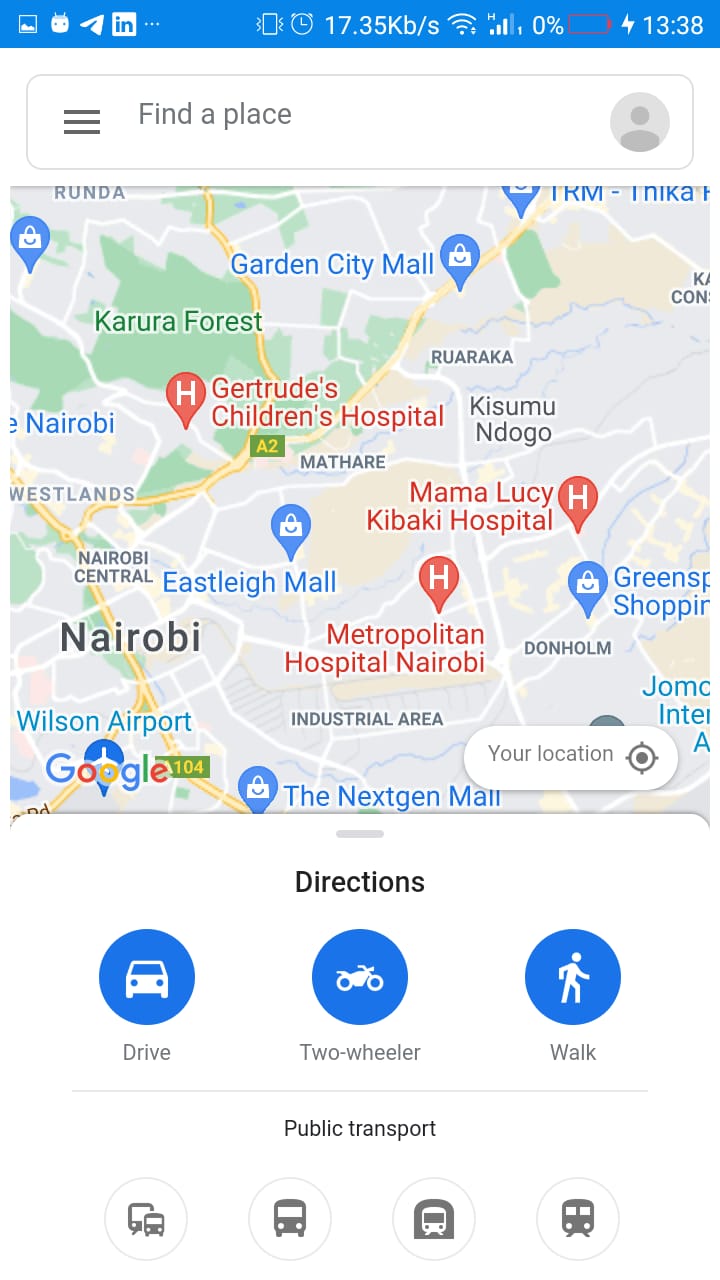 17.35Kb/s H 1 0% 13:38
Find a place
RUNDA
TRM - Thika
Garden City Mall
Karura Forest
RUARAKA
Gertrude's
Children's Hospital
Kisumu
Ndogo
e Nairobi
A2
MATHARE
WESTLANDS
Mama Lucy
Kibaki Hospital
NAIROBI
CENTRAL
Eastleigh Mall
Greensp
Shoppin
Nairobi
Metropolitan
Hospital Nairobi
DONHOLM
Jomo
Inter
A
Wilson Airport
INDUSTRIAL AREA
Your location
Google
A104
The Nextgen Mall
Directions
Drive
Two-wheeler
Walk
Public transport